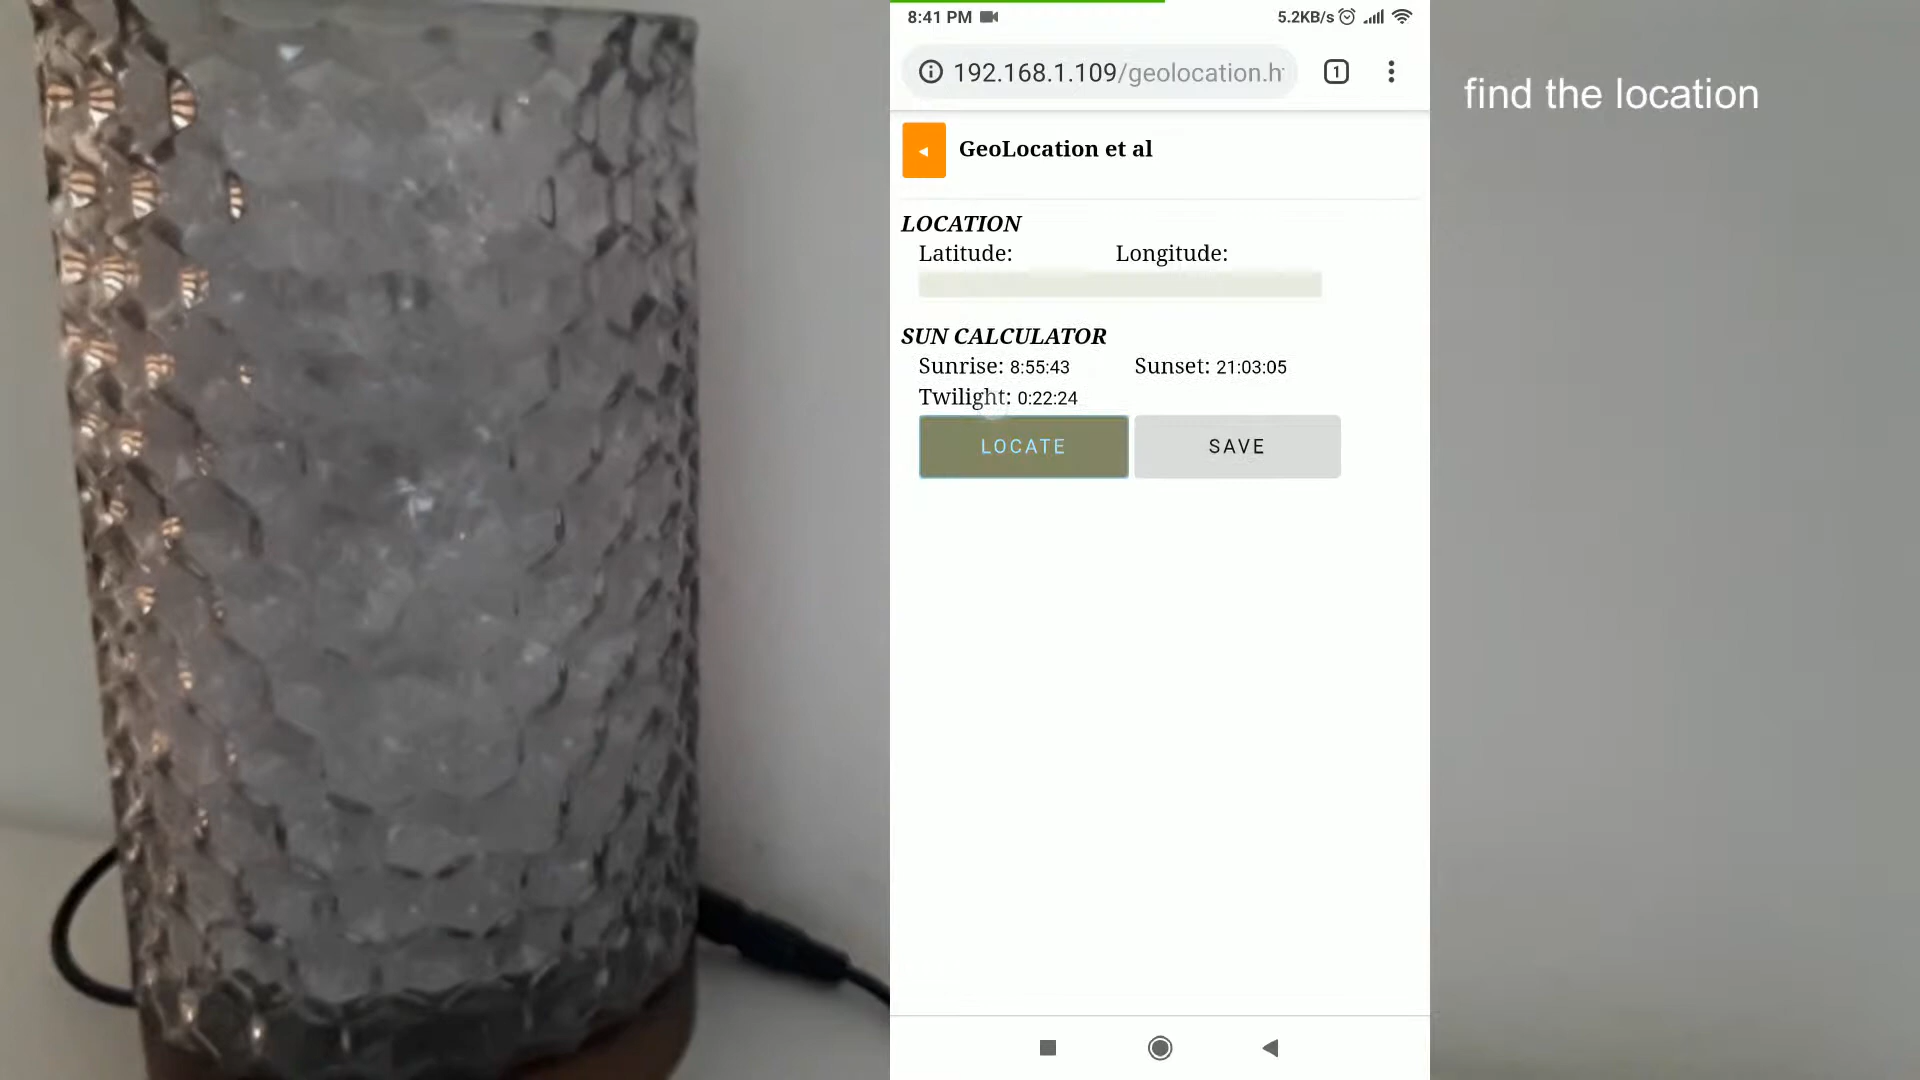 8:41 PM 5.2KB/s
192.168.1.109/geolocation.h
1
find the location
GeoLocation et al
LOCATION
Latitude: Longitude:
SUN CALCULATOR
Sunrise: 8:55:43 Sunset: 21:03:05
Twilight: 0:22:24
LOCATE SAVE